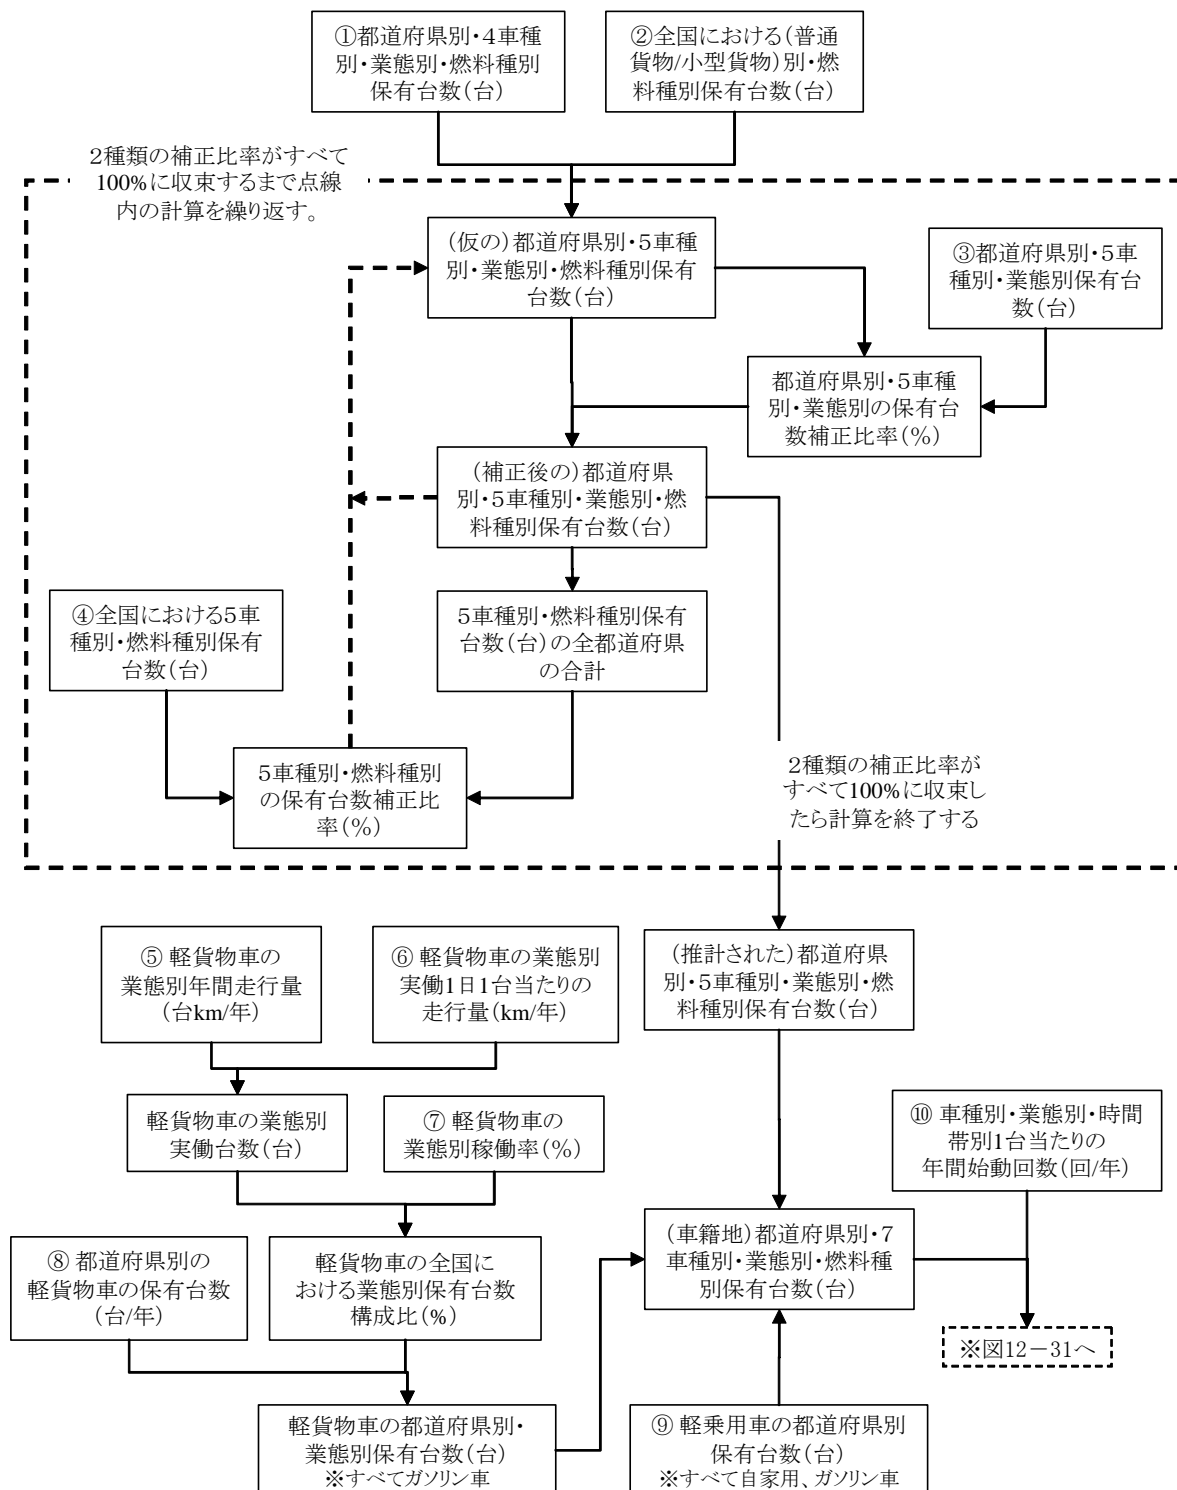 ①都道府県別・4車種
別・業態別・燃料種別
保有台数(台)
②全国における(普通
貨物/小型貨物)別・燃
料種別保有台数(台)
2種類の補正比率がすべて
100%に収束するまで点線
内の計算を繰り返す。
(仮の)都道府県別・5車種
別・業態別・燃料種別保有
台数(台)
③都道府県別・5車
種別・業態別保有台
数(台)
都道府県別・5車種
別・業態別の保有台
数補正比率(%)
(補正後の)都道府県
別・5車種別・業態別・燃
料種別保有台数(台)
④全国における5車
種別・燃料種別保有
台数(台)
5車種別・燃料種別保有
台数(台)の全都道府県
の合計
5車種別・燃料種別
の保有台数補正比
率(%)
2種類の補正比率が
すべて100%に収束し
たら計算を終了する
⑤ 軽貨物車の
業態別年間走行量
(台km/年)
⑥ 軽貨物車の業態別
実働1日1台当たりの
走行量(km/年)
(推計された)都道府県
別・5車種別・業態別・燃
料種別保有台数(台)
軽貨物車の業態別
実働台数(台)
⑦ 軽貨物車の
業態別稼働率(%)
⑩ 車種別・業態別・時間
帯別1台当たりの
年間始動回数(回/年)
⑧ 都道府県別の
軽貨物車の保有台数
(台/年)
軽貨物車の全国に
おける業態別保有台数
構成比(%)
(車籍地)都道府県別・7
車種別・業態別・燃料種
別保有台数(台)
※図12-31へ
軽貨物車の都道府県別・
業態別保有台数(台)
※すべてガソリン車
⑨ 軽乗用車の都道府県別
保有台数(台)
※すべて自家用、ガソリン車